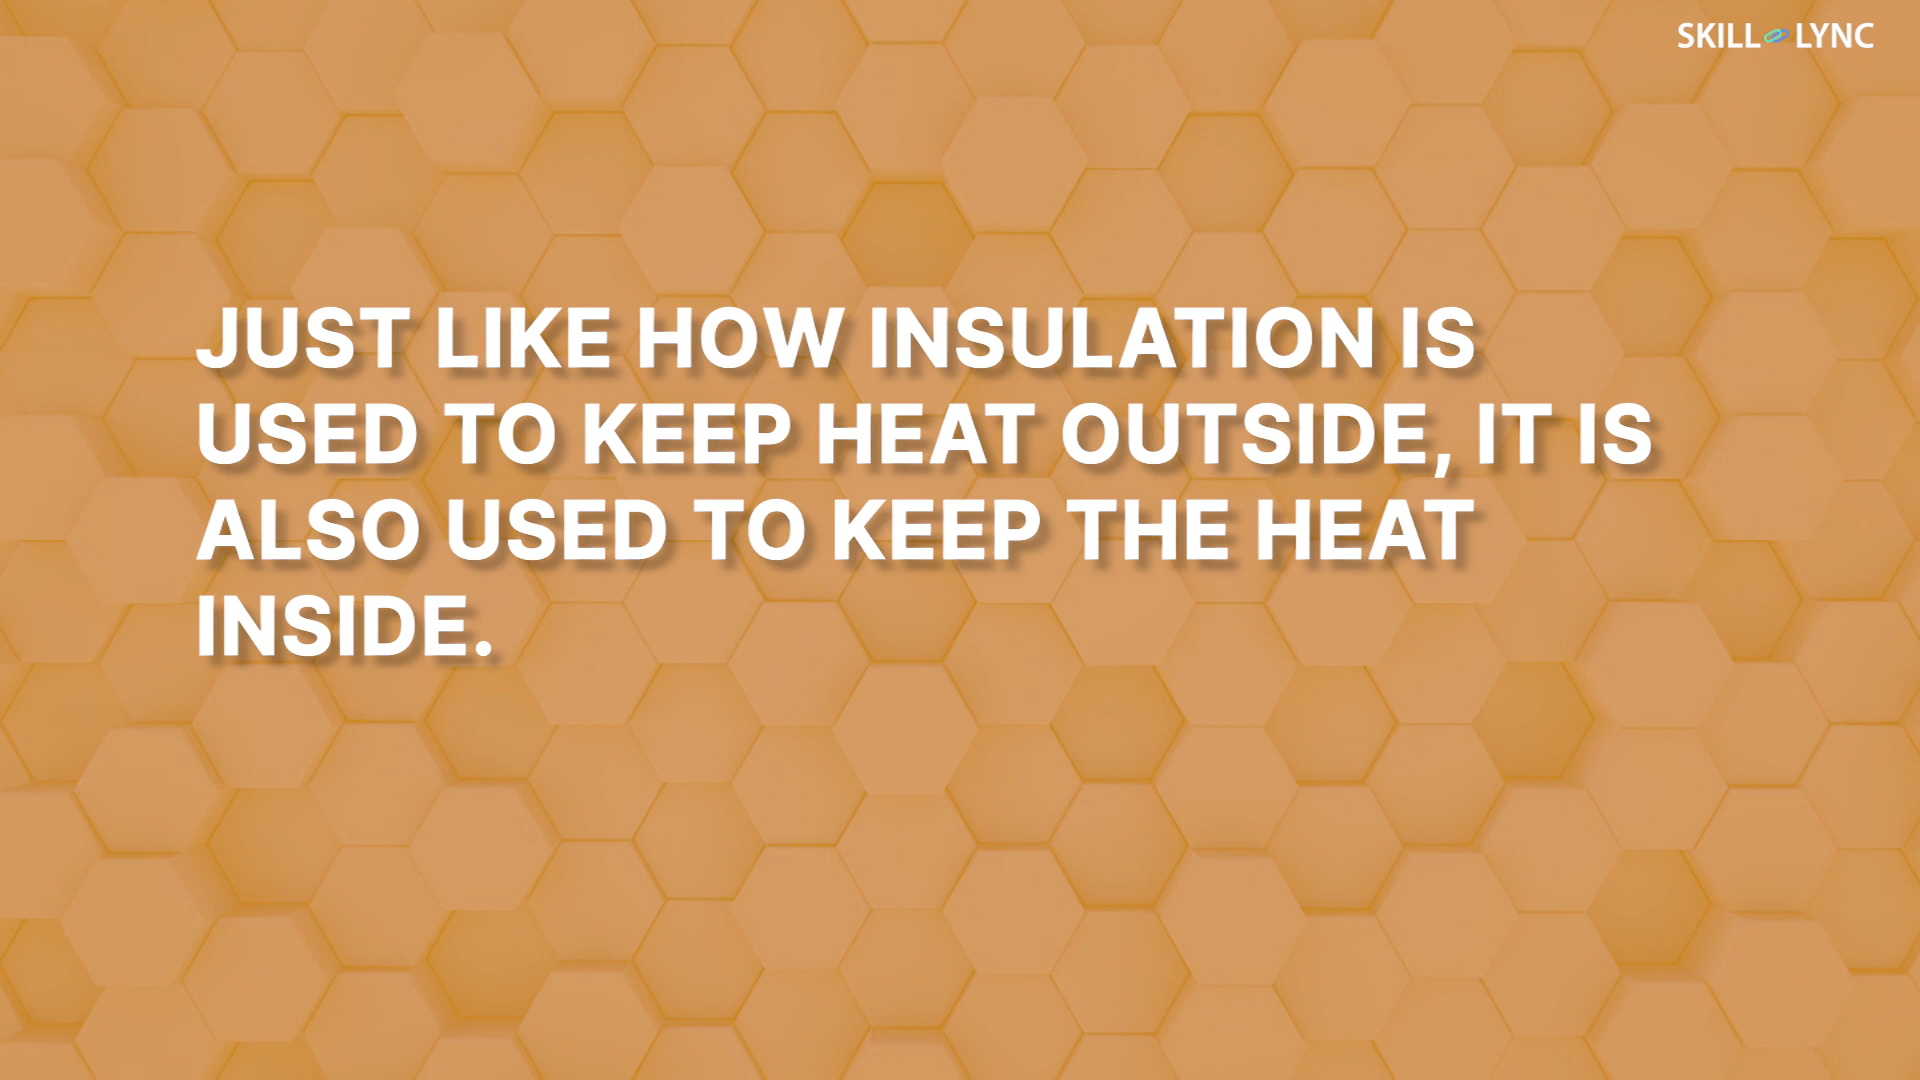 SKILL LYNC
JUST LIKE HOW INSULATION IS
USED TO KEEP HEAT OUTSIDE, IT IS
ALSO USED TO KEEP THE HEAT
INSIDE.